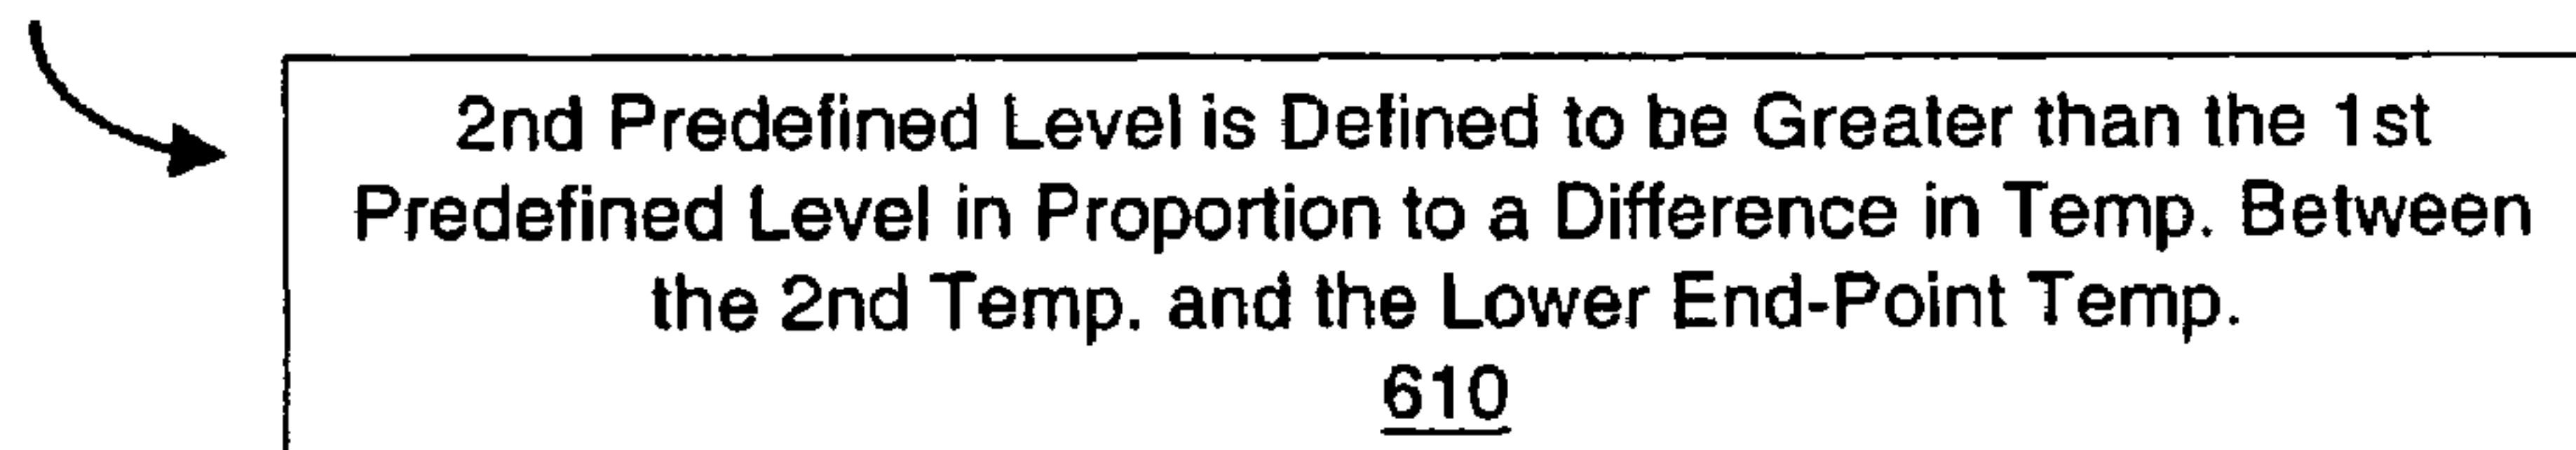 2nd Predefined Level is Defined to be Greater than the 1st
Predefined Level in Proportion to a Difference in Temp. Between
the 2nd Temp. and the Lower End-Point Temp.
610